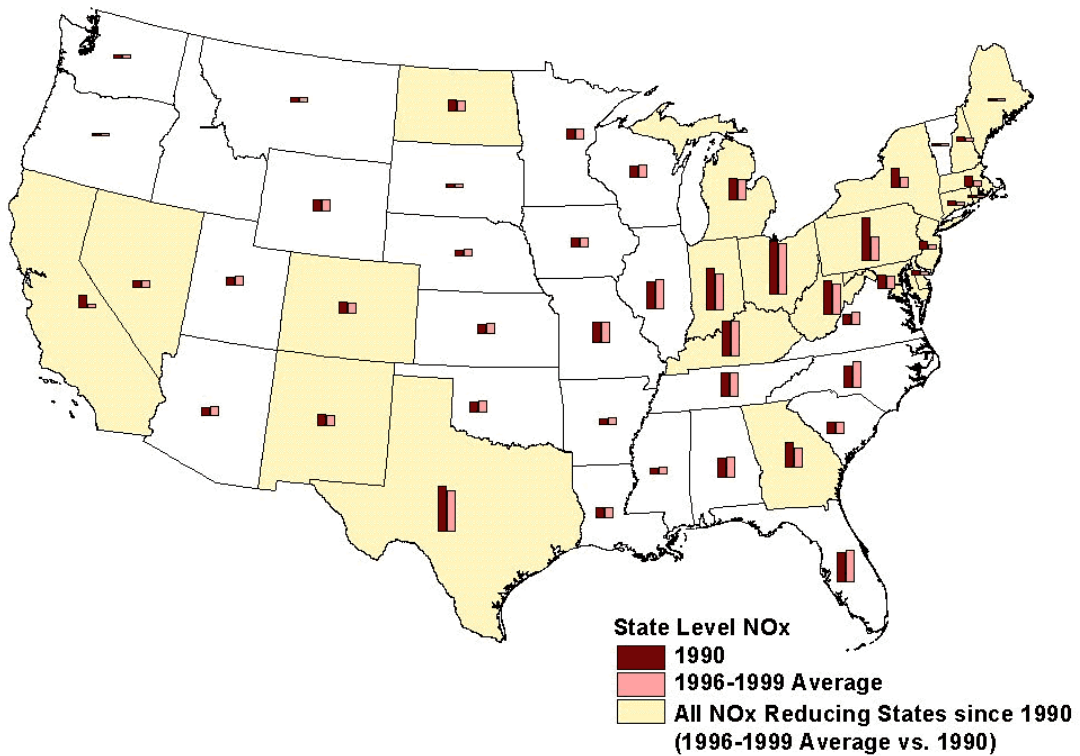 State Level NOx
1990
1996-1999 Average
All NOx Reducing States since 1990
(1996-1999 Average vs. 1990)